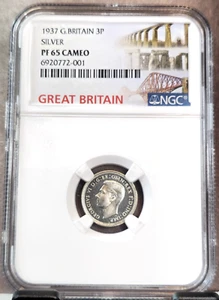 1937 G.BRITAIN 3P
SILVER
PF 65 CAMEO
6920772-001
GREAT BRITAIN
NGC